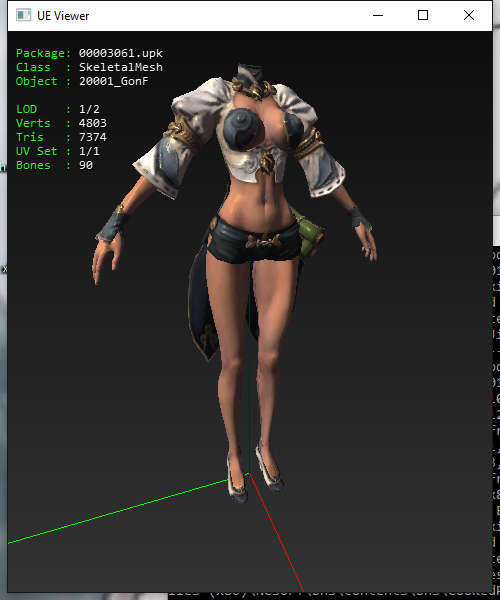 UE Viewer
Package: 00003061.upk
Class : SkeletalMesh
Object : 20001_GonF
LOD : 1/2
Verts : 4803
Tris : 7374
UV Set : 1/1
Bones : 90